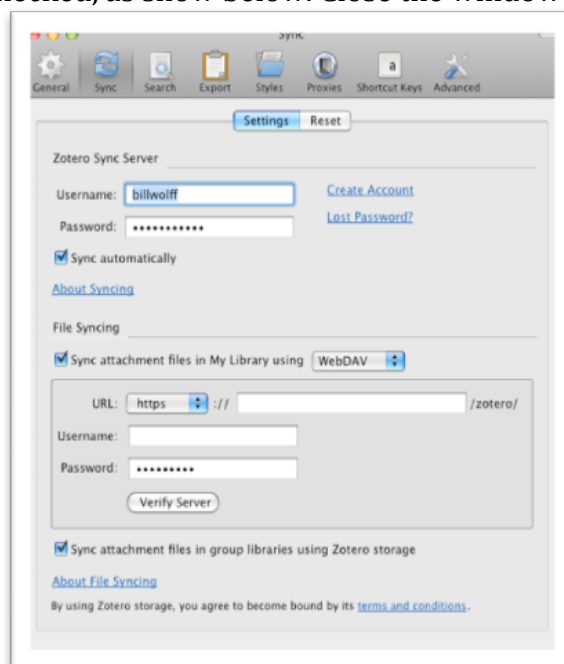 as show below. Close the window
Sync
General Sync Search Export Styles Proxies Shortcut Keys Advanced
Settings Reset
Zotero Sync Server
Username: billwolff Create Account
Password: ••••••••••• Lost Password?
Sync automatically
About Syncing
File Syncing
Sync attachment files in My Library using WebDAV
URL: https :// /zotero/
Username:
Password: •••••••••
Verify Server
Sync attachment files in group libraries using Zotero storage
About File Syncing
By using Zotero storage, you agree to become bound by its terms and conditions.